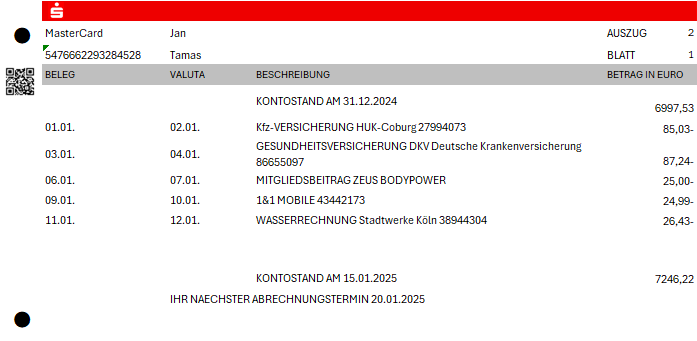 MasterCard Jan AUSZUG 2
5476662293284528 Tamas BLATT 1
BELEG VALUTA BESCHREIBUNG BETRAG IN EURO
KONTOSTAND AM 31.12.2024 6997,53
01.01. 02.01. Kfz-VERSICHERUNG HUK-Coburg 27994073 85,03-
03.01. 04.01. GESUNDHEITSVERSICHERUNG DKV Deutsche Krankenversicherung
86655097 87,24-
06.01. 07.01. MITGLIEDSBEITRAG ZEUS BODYPOWER 25,00-
09.01. 10.01. 1&1 MOBILE 43442173 24,99-
11.01. 12.01. WASSERRECHNUNG Stadtwerke Köln 38944304 26,43-
KONTOSTAND AM 15.01.2025 7246,22
IHR NAECHSTER ABRECHNUNGSTERMIN 20.01.2025